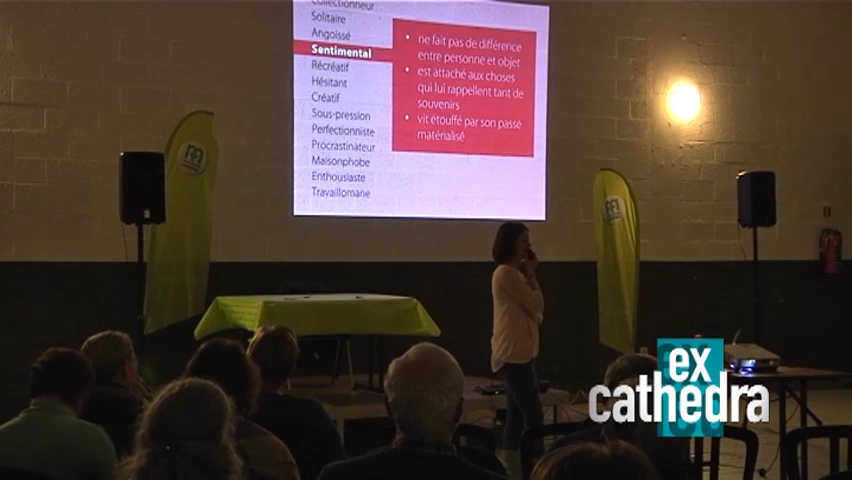 Collectionneur
Solitaire
Angoissé
Sentimental
Récréatif
Hésitant
Créatif
Sous-pression
Perfectionniste
Procrastinateur
Maisonphobe
Enthousiaste
Travaillomane
• ne fait pas de différence
entre personne et objet
• est attaché aux choses
qui lui rappellent tant de
souvenirs
• vit étouffé par son passé
matérialisé
ex
cathedra